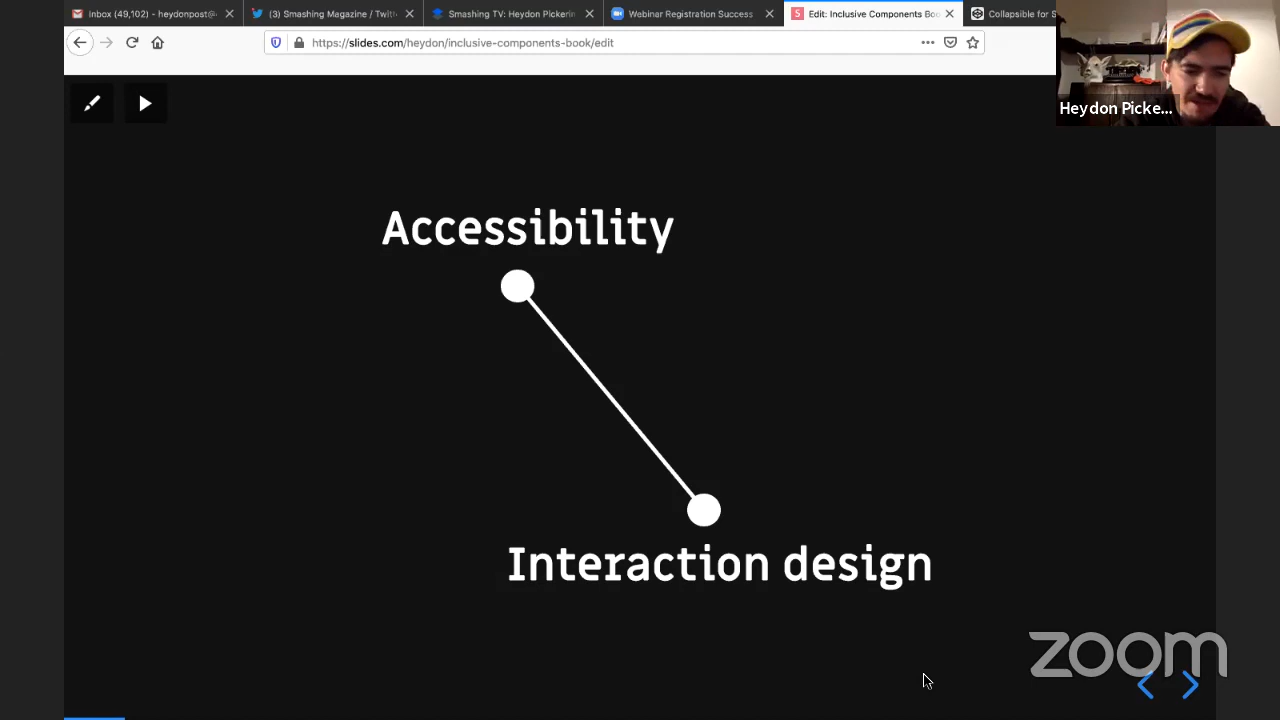 Inbox (49,102) - heydonpost@
(3) Smashing Magazine / Twitt
Smashing TV: Heydon Pickerin
Webinar Registration Success
S Edit: Inclusive Components Boo
Collapsible for S
https://slides.com/heydon/inclusive-components-book/edit
Heydon Picke...
Accessibility
Interaction design
zoom